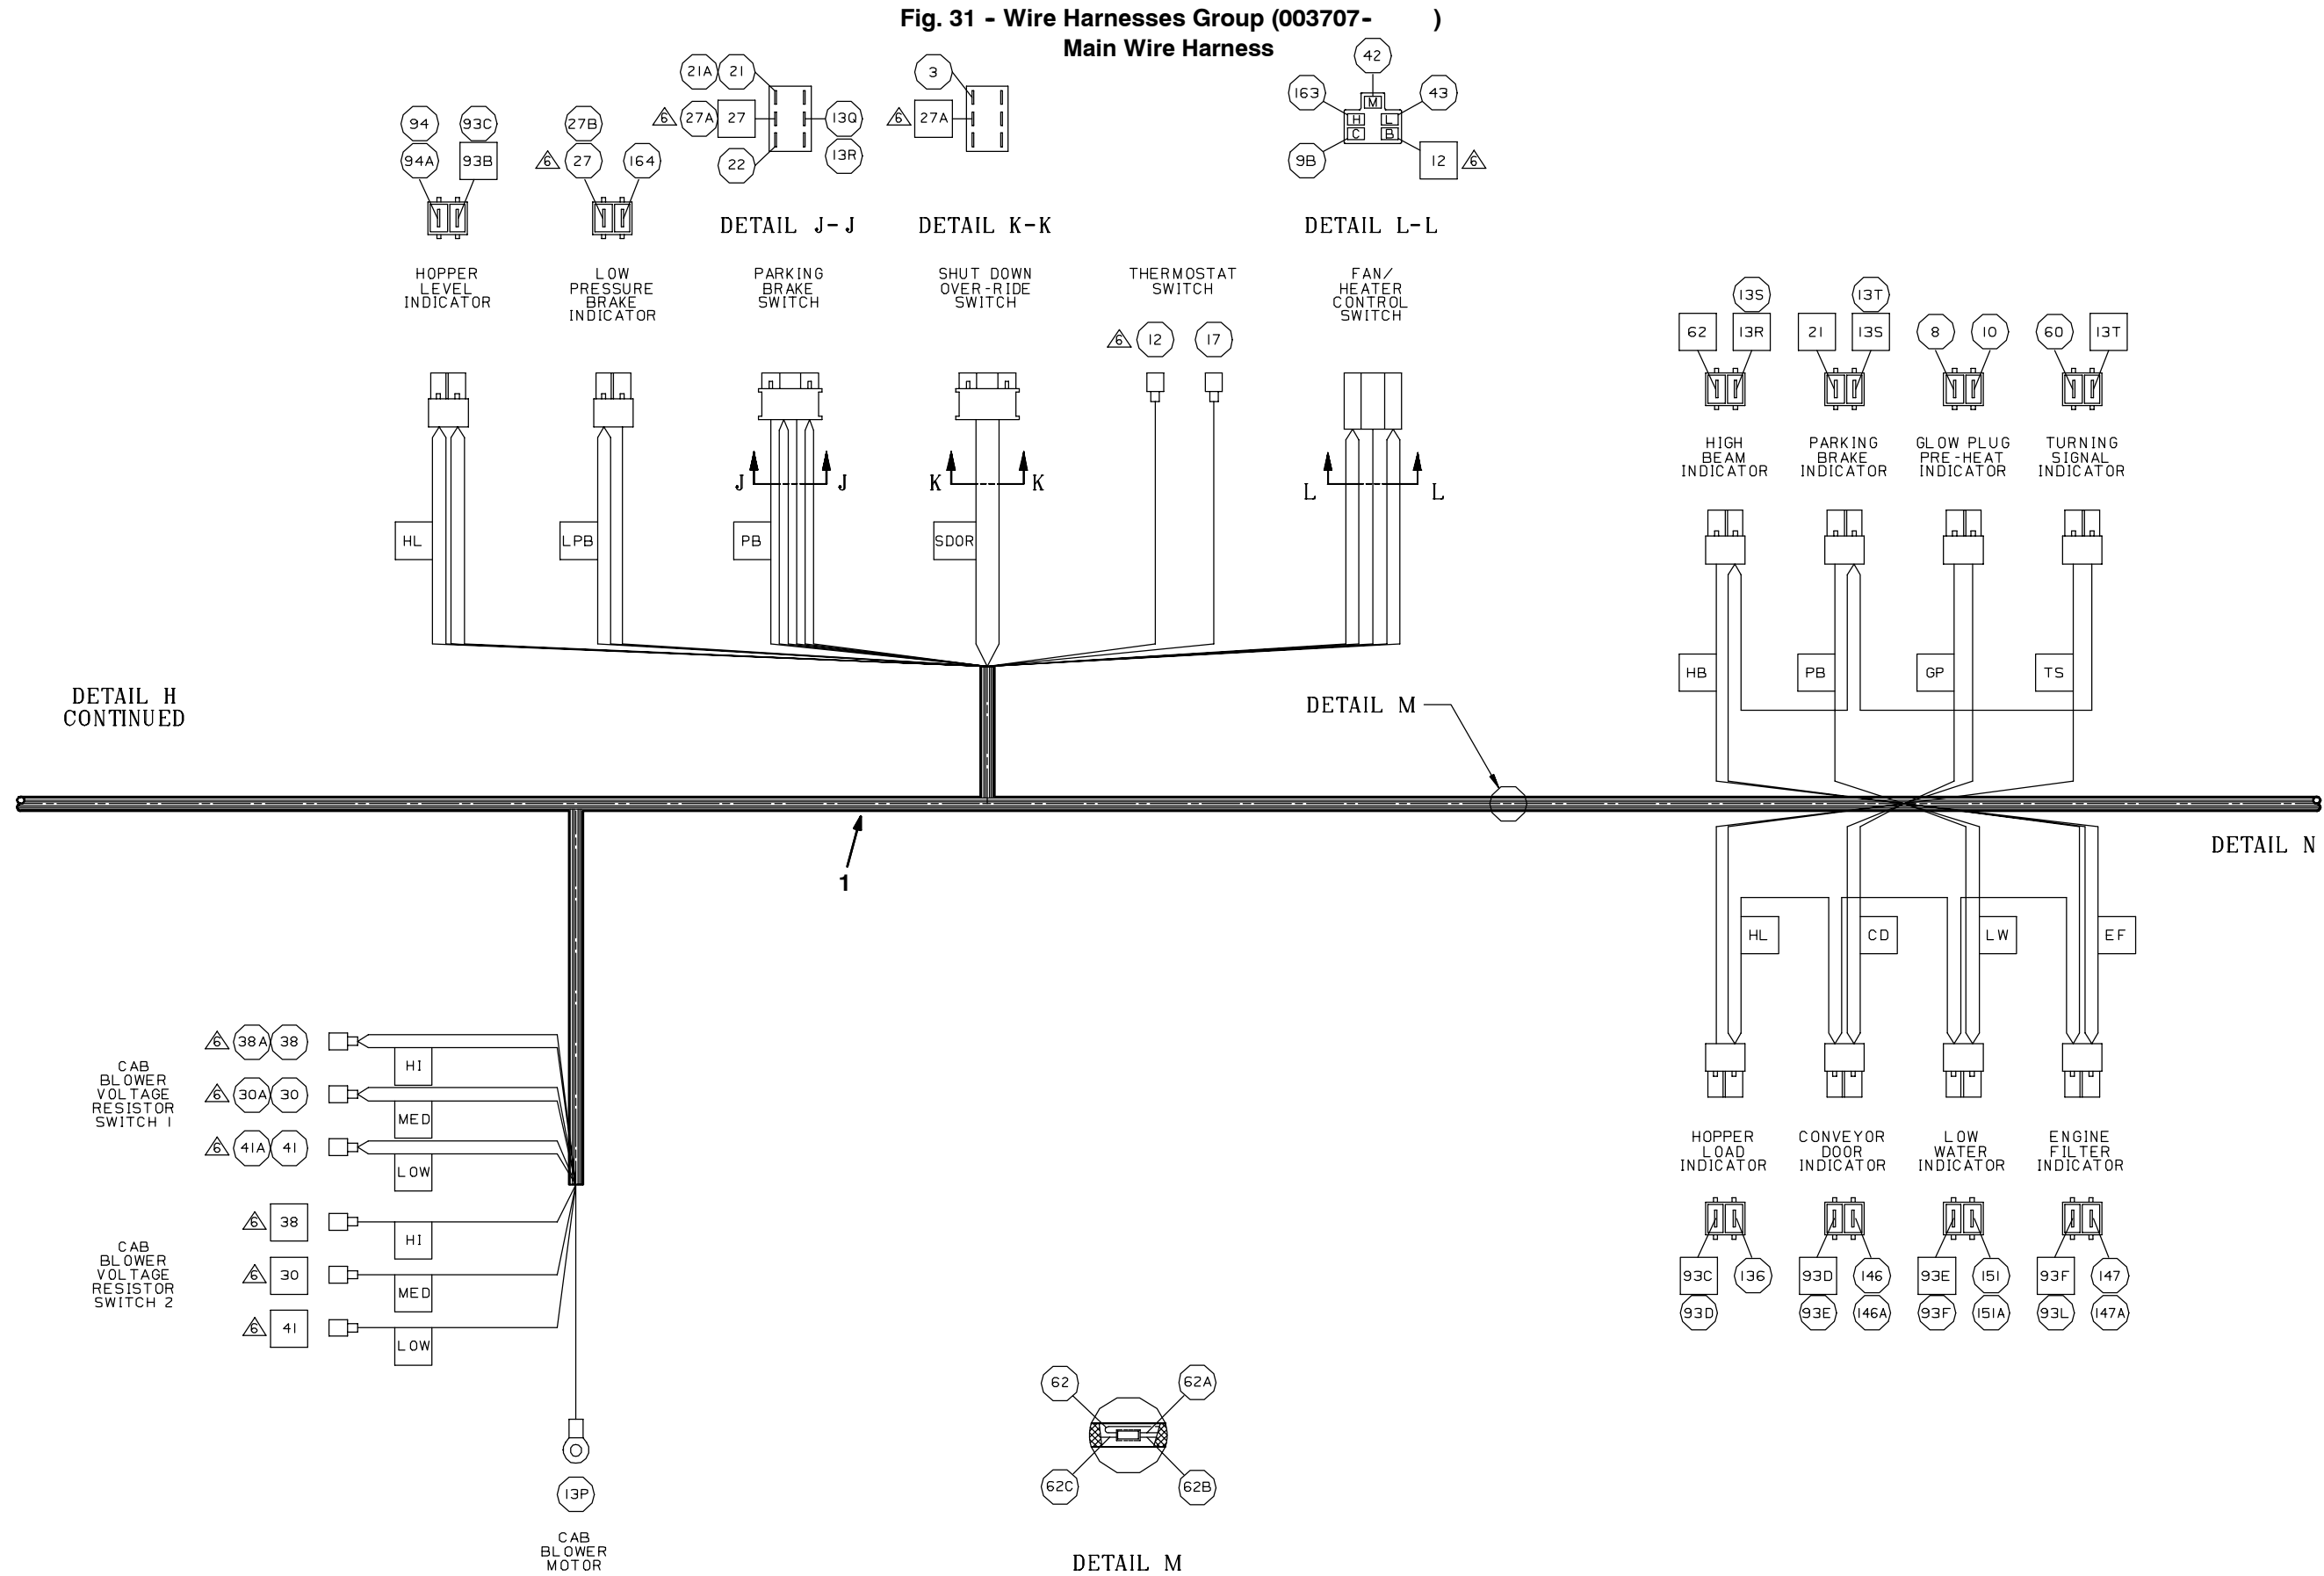 Fig. 31 - Wire Harnesses Group (003707-        )
Main Wire Harness
42
21A 21
3
163
43
94
93C
27B
6 27A 27
13Q
6 27A
M
H L
C B
94A
93B
6 27
164
22
13R
9B
12 6
DETAIL J-J
DETAIL K-K
DETAIL L-L
HOPPER
LEVEL
INDICATOR
LOW
PRESSURE
BRAKE
INDICATOR
PARKING
BRAKE
SWITCH
SHUT DOWN
OVER-RIDE
SWITCH
THERMOSTAT
SWITCH
FAN/
HEATER
CONTROL
SWITCH
13S
13T
6 12
17
62
13R
21
13S
8
10
60
13T
HIGH
BEAM
INDICATOR
PARKING
BRAKE
INDICATOR
GLOW PLUG
PRE-HEAT
INDICATOR
TURNING
SIGNAL
INDICATOR
J J
K K
L L
HL
LPB
PB
SDOR
HB
PB
GP
TS
DETAIL H
CONTINUED
DETAIL M
DETAIL N
1
HL
CD
LW
EF
CAB
BLOWER
VOLTAGE
RESISTOR
SWITCH 1
6 38A 38
HI
6 30A 30
MED
6 41A 41
LOW
HOPPER
LOAD
INDICATOR
CONVEYOR
DOOR
INDICATOR
LOW
WATER
INDICATOR
ENGINE
FILTER
INDICATOR
CAB
BLOWER
VOLTAGE
RESISTOR
SWITCH 2
6 38
HI
6 30
MED
6 41
LOW
93C
136
93D
146
93E
151
93F
147
93D
93E
146A
93F
151A
93L
147A
62
62A
62C
62B
13P
CAB
BLOWER
MOTOR
DETAIL M